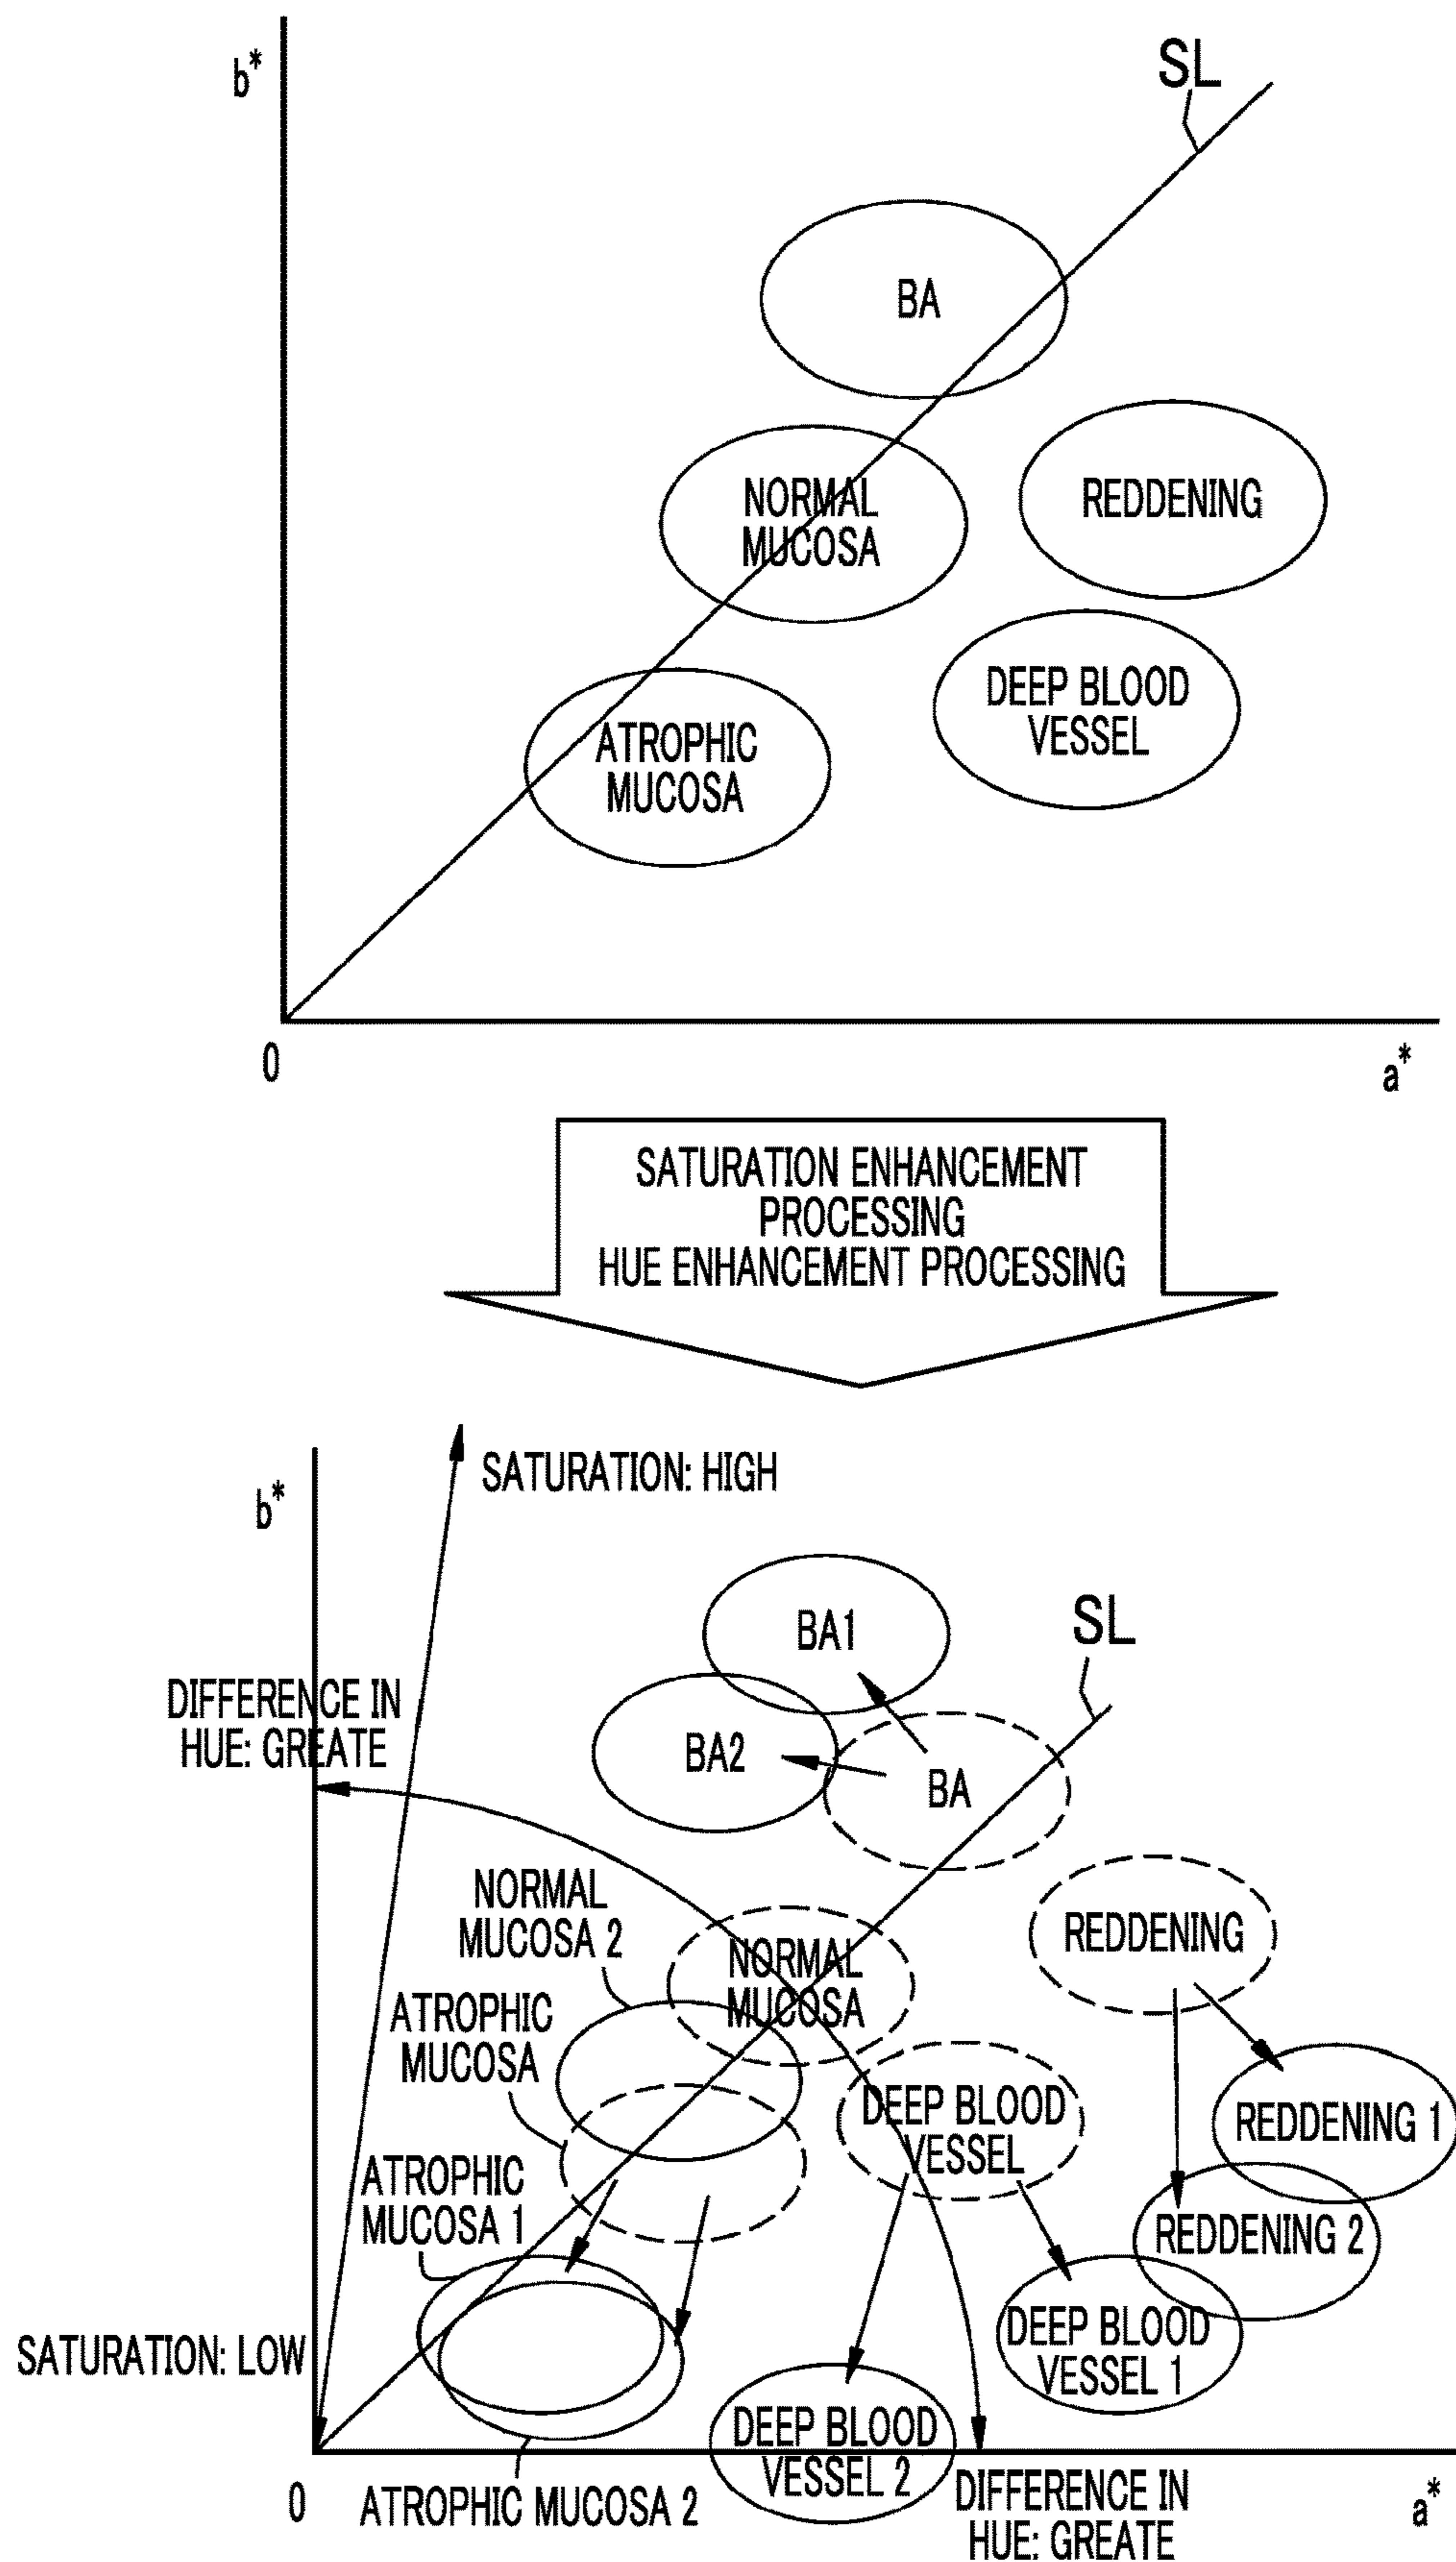 b*
SL
BA
NORMAL
MUCOSA
REDDENING
DEEP BLOOD
VESSEL
ATROPHIC
MUCOSA
0
a*
SATURATION ENHANCEMENT
PROCESSING
HUE ENHANCEMENT PROCESSING
SATURATION: HIGH
b*
BA1
SL
DIFFERENCE IN
HUE: GREATE
BA2
BA
NORMAL
MUCOSA 2
NORMAL
MUCOSA
REDDENING
ATROPHIC
MUCOSA
DEEP BLOOD
VESSEL
REDDENING 1
ATROPHIC
MUCOSA 1
REDDENING 2
SATURATION: LOW
DEEP BLOOD
VESSEL 1
DEEP BLOOD
VESSEL 2
0
ATROPHIC MUCOSA 2
DIFFERENCE IN
HUE: GREATE
a*